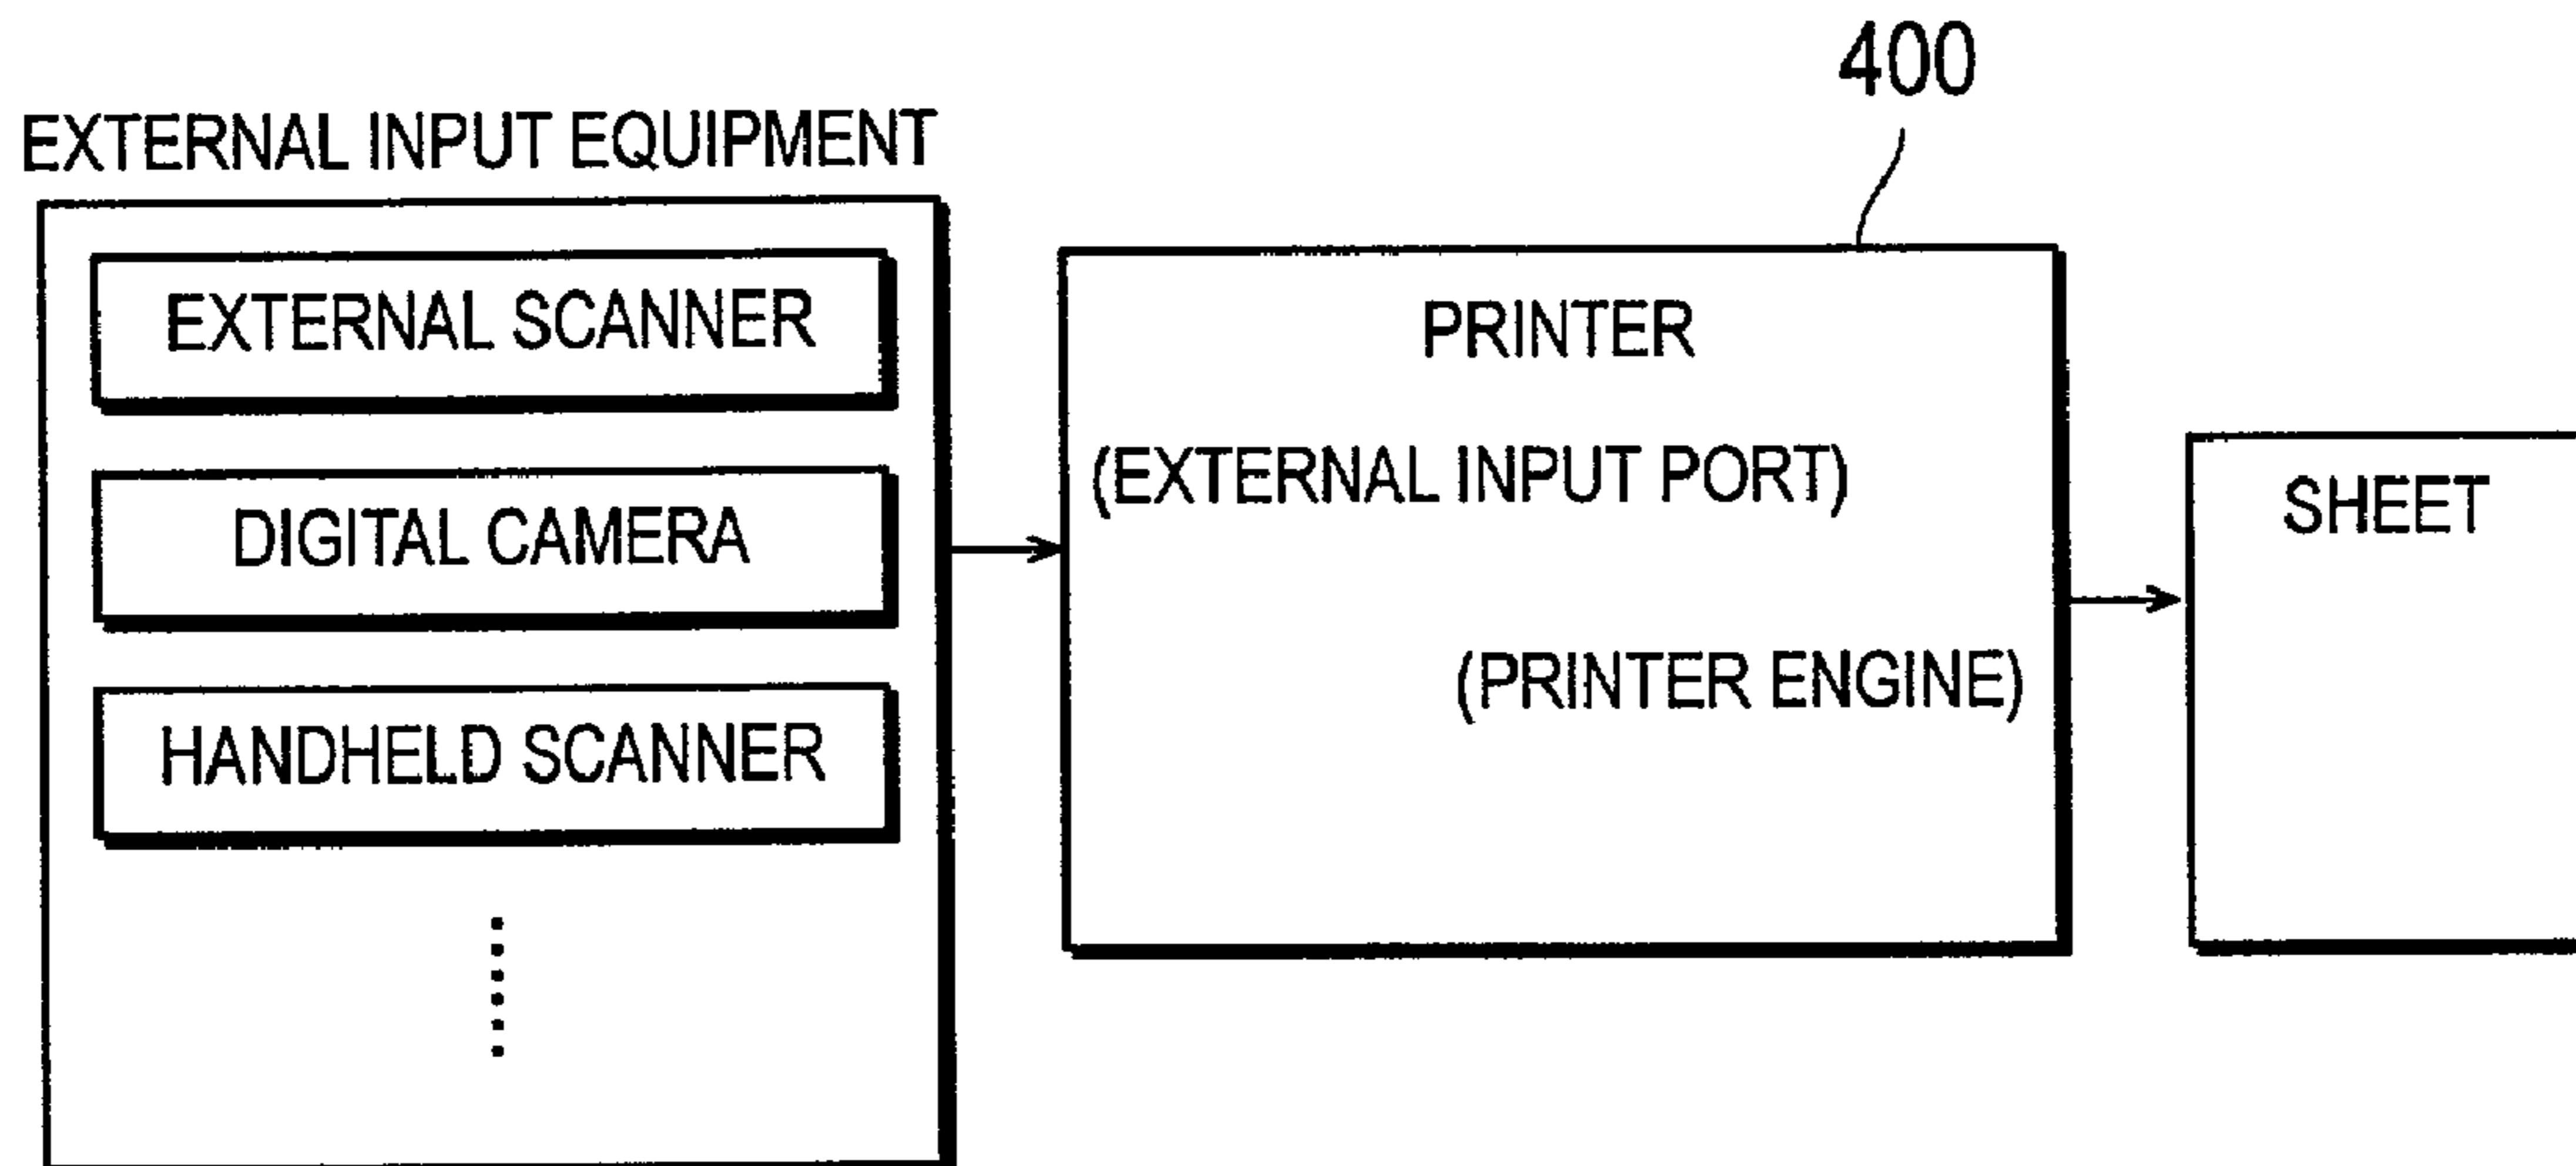 400
EXTERNAL INPUT EQUIPMENT
EXTERNAL SCANNER
DIGITAL CAMERA
HANDHELD SCANNER
PRINTER
(EXTERNAL INPUT PORT)
(PRINTER ENGINE)
SHEET